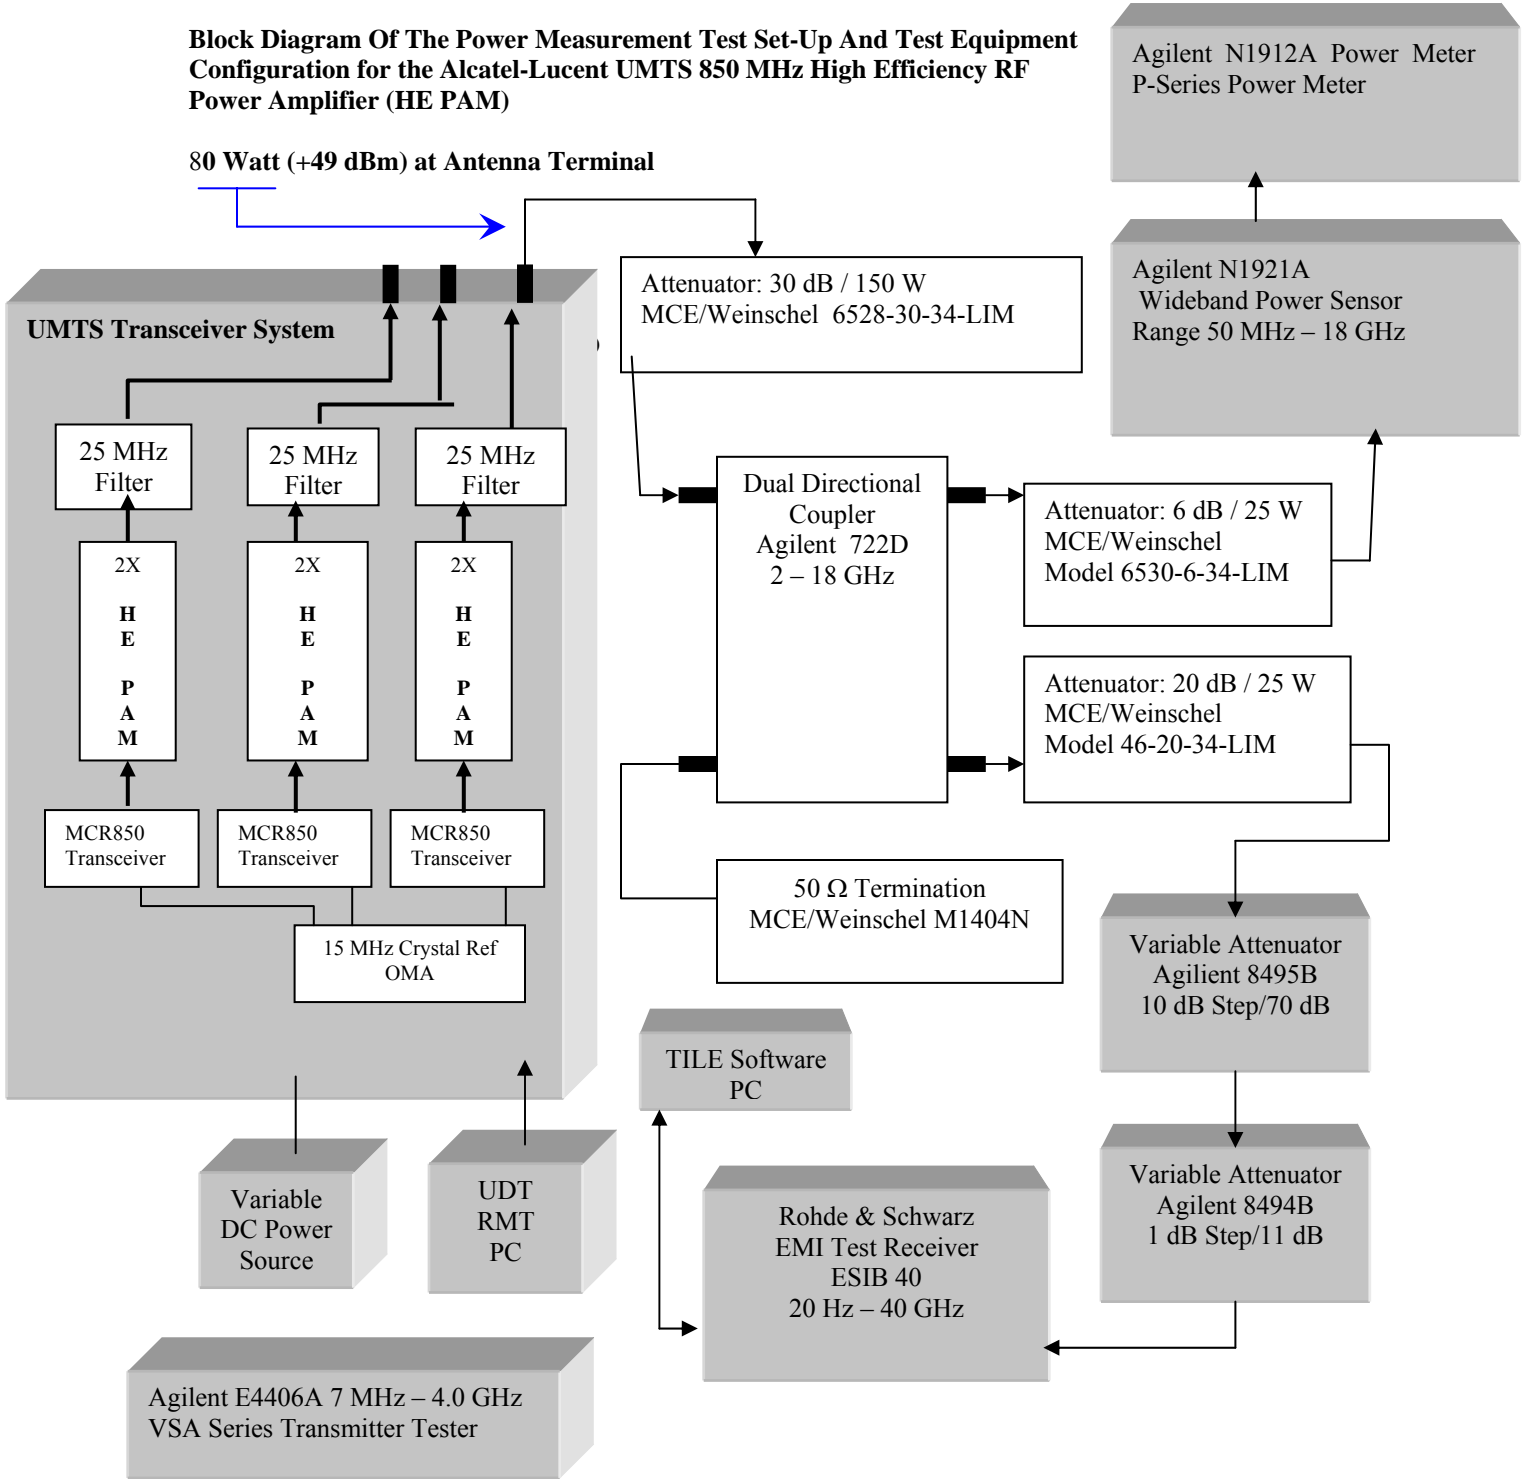 Block Diagram Of The Power Measurement Test Set-Up And Test Equipment
Configuration for the Alcatel-Lucent UMTS 850 MHz High Efficiency RF
Power Amplifier (HE PAM)
80 Watt (+49 dBm) at Antenna Terminal
Agilent N1912A Power Meter
P-Series Power Meter
Agilent N1921A
Wideband Power Sensor
Range 50 MHz – 18 GHz
Attenuator: 30 dB / 150 W
MCE/Weinschel 6528-30-34-LIM
UMTS Transceiver System
25 MHz
Filter
25 MHz
Filter
25 MHz
Filter
2X
H
E
P
A
M
2X
H
E
P
A
M
2X
H
E
P
A
M
MCR850
Transceiver
MCR850
Transceiver
MCR850
Transceiver
15 MHz Crystal Ref
OMA
Dual Directional
Coupler
Agilent 722D
2 – 18 GHz
Attenuator: 6 dB / 25 W
MCE/Weinschel
Model 6530-6-34-LIM
Attenuator: 20 dB / 25 W
MCE/Weinschel
Model 46-20-34-LIM
50 Ω Termination
MCE/Weinschel M1404N
Variable Attenuator
Agilient 8495B
10 dB Step/70 dB
TILE Software
PC
Variable Attenuator
Agilent 8494B
1 dB Step/11 dB
Variable
DC Power
Source
UDT
RMT
PC
Rohde & Schwarz
EMI Test Receiver
ESIB 40
20 Hz – 40 GHz
Agilent E4406A 7 MHz – 4.0 GHz
VSA Series Transmitter Tester